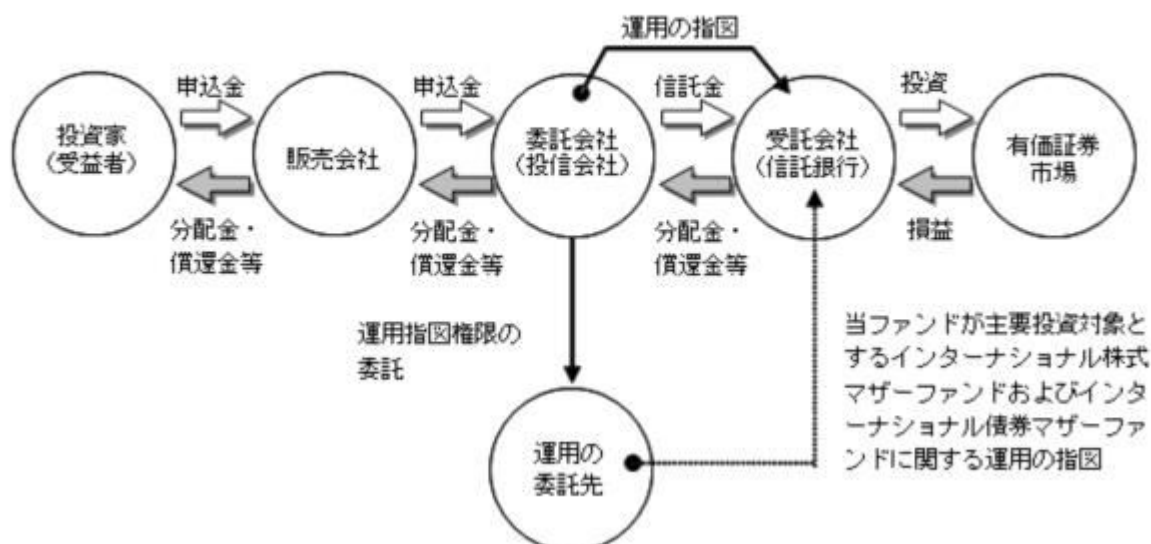 運用の指図
申込金
申込金
信託金
投資
投資家
(受益者)
販売会社
委託会社
(投信会社)
受託会社
(信託銀行)
有価証券
市場
分配金・
償還金等
分配金・
償還金等
分配金・
償還金等
損益
運用指図権限の
委託
当ファンドが主要投資対象と
するインターナショナル株式
マザーファンドおよびインタ
ーナショナル債券マザーファ
ンドに関する運用の指図
運用の
委託先